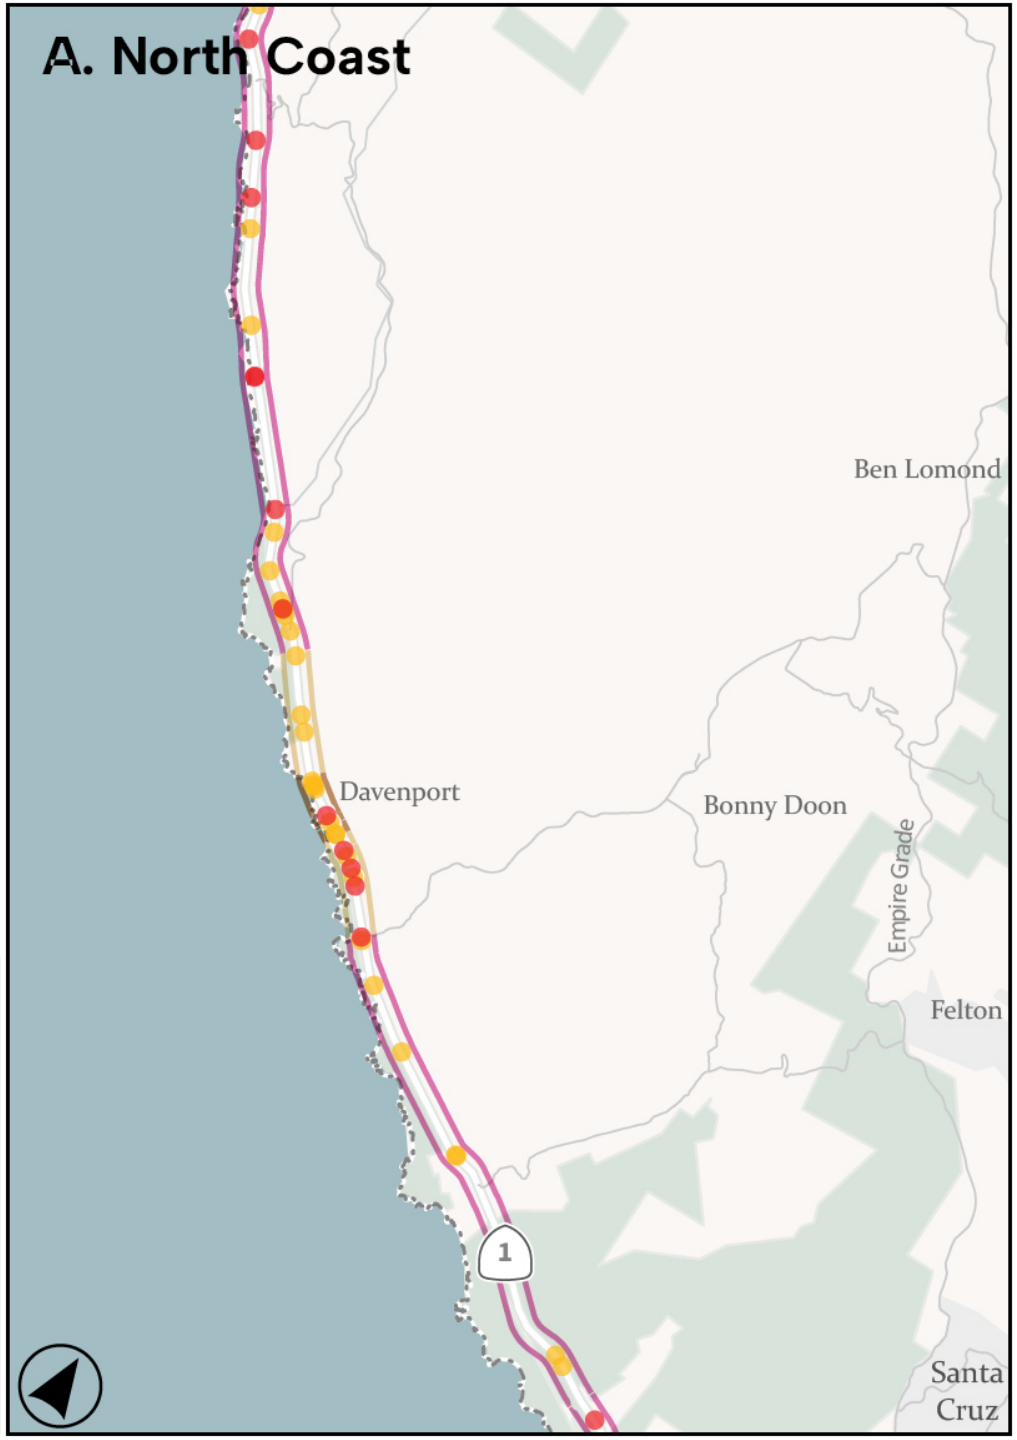 A. North Coast
Ben Lomond
Davenport
Bonny Doon
Empire Grade
Felton
1
Santa
Cruz